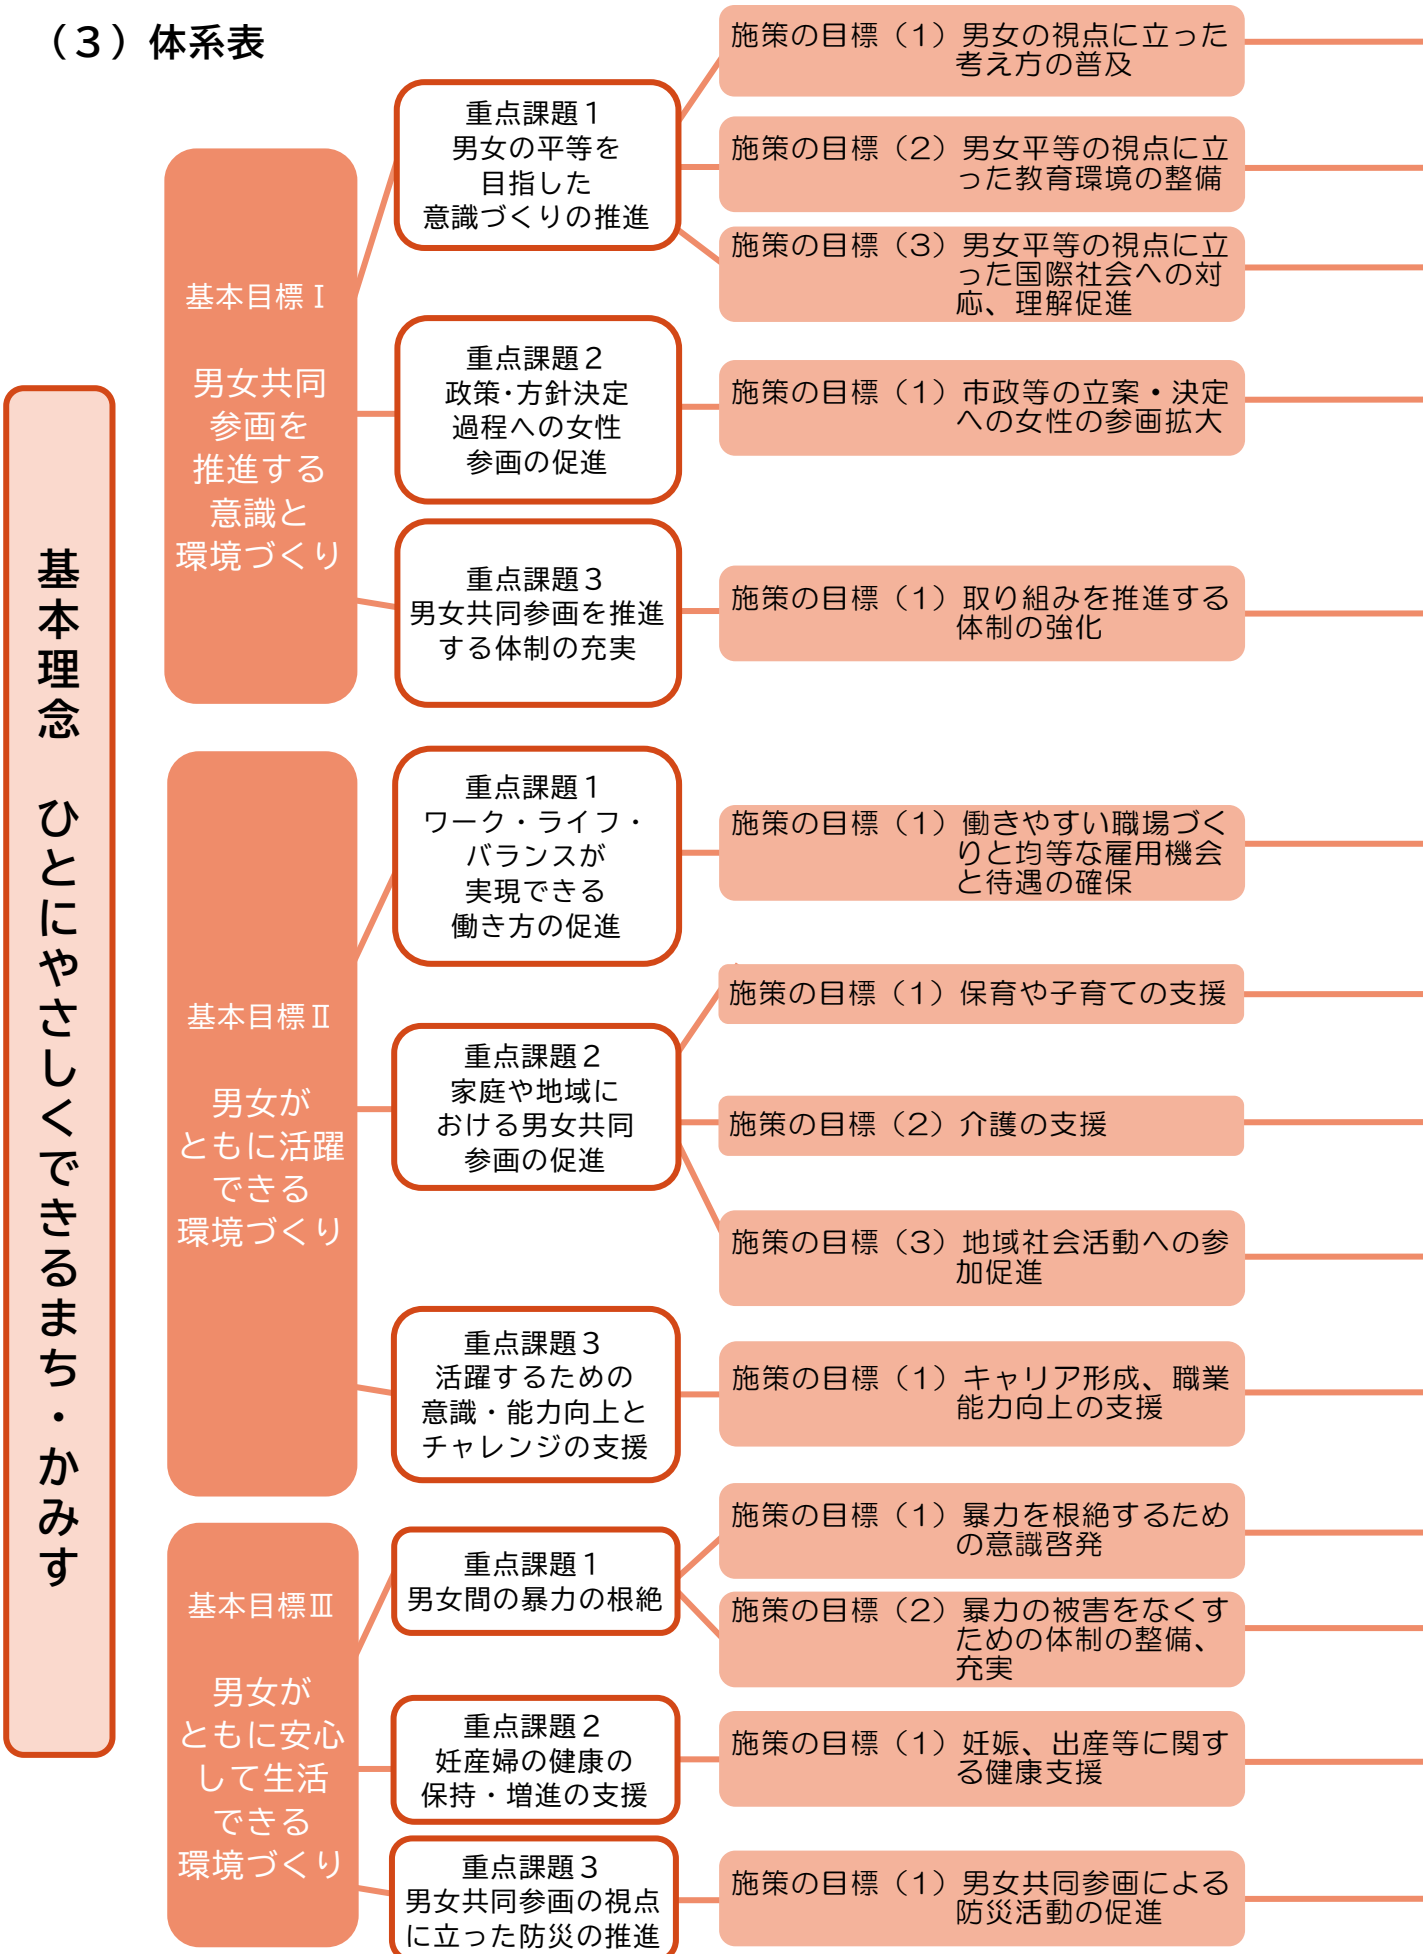 （３）体系表
基本理念　ひとにやさしくできるまち・かみす
基本目標Ⅰ
男女共同
参画を
推進する
意識と
環境づくり
重点課題１
男女の平等を
目指した
意識づくりの推進
施策の目標（１）男女の視点に立った
考え方の普及
施策の目標（２）男女平等の視点に立
った教育環境の整備
施策の目標（３）男女平等の視点に立
った国際社会への対
応、理解促進
重点課題２
政策・方針決定
過程への女性
参画の促進
施策の目標（１）市政等の立案・決定
への女性の参画拡大
重点課題３
男女共同参画を推進
する体制の充実
施策の目標（１）取り組みを推進する
体制の強化
基本目標Ⅱ
男女が
ともに活躍
できる
環境づくり
重点課題１
ワーク・ライフ・
バランスが
実現できる
働き方の促進
施策の目標（１）働きやすい職場づく
りと均等な雇用機会
と待遇の確保
重点課題２
家庭や地域に
おける男女共同
参画の促進
施策の目標（１）保育や子育ての支援
施策の目標（２）介護の支援
施策の目標（３）地域社会活動への参
加促進
重点課題３
活躍するための
意識・能力向上と
チャレンジの支援
施策の目標（１）キャリア形成、職業
能力向上の支援
基本目標Ⅲ
男女が
ともに安心
して生活
できる
環境づくり
重点課題１
男女間の暴力の根絶
施策の目標（１）暴力を根絶するため
の意識啓発
施策の目標（２）暴力の被害をなくす
ための体制の整備、
充実
重点課題２
妊産婦の健康の
保持・増進の支援
施策の目標（１）妊娠、出産等に関す
る健康支援
重点課題３
男女共同参画の視点
に立った防災の推進
施策の目標（１）男女共同参画による
防災活動の促進